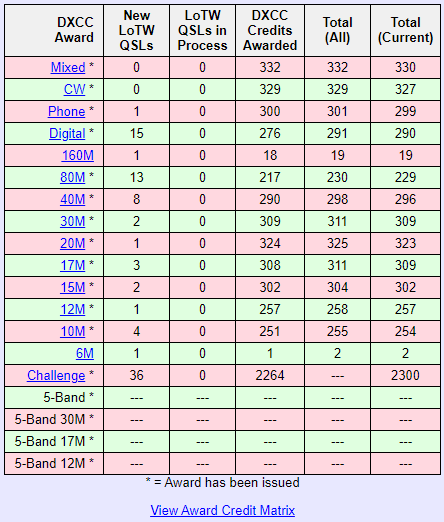 DXCC Award New LoTW QSLs LoTW QSLs in Process DXCC Credits Awarded Total (All) Total (Current)
Mixed * 0 0 332 332 330
CW * 0 0 329 329 327
Phone * 1 0 300 301 299
Digital * 15 0 276 291 290
160M 1 0 18 19 19
80M * 13 0 217 230 229
40M * 8 0 290 298 296
30M * 2 0 309 311 309
20M * 1 0 324 325 323
17M * 3 0 308 311 309
15M * 2 0 302 304 302
12M * 1 0 257 258 257
10M * 4 0 251 255 254
6M 1 0 1 2 2
Challenge * 36 0 2264 --- 2300
5-Band * --- --- --- --- ---
5-Band 30M * --- --- --- --- ---
5-Band 17M * --- --- --- --- ---
5-Band 12M * --- --- --- --- ---
* = Award has been issued
View Award Credit Matrix